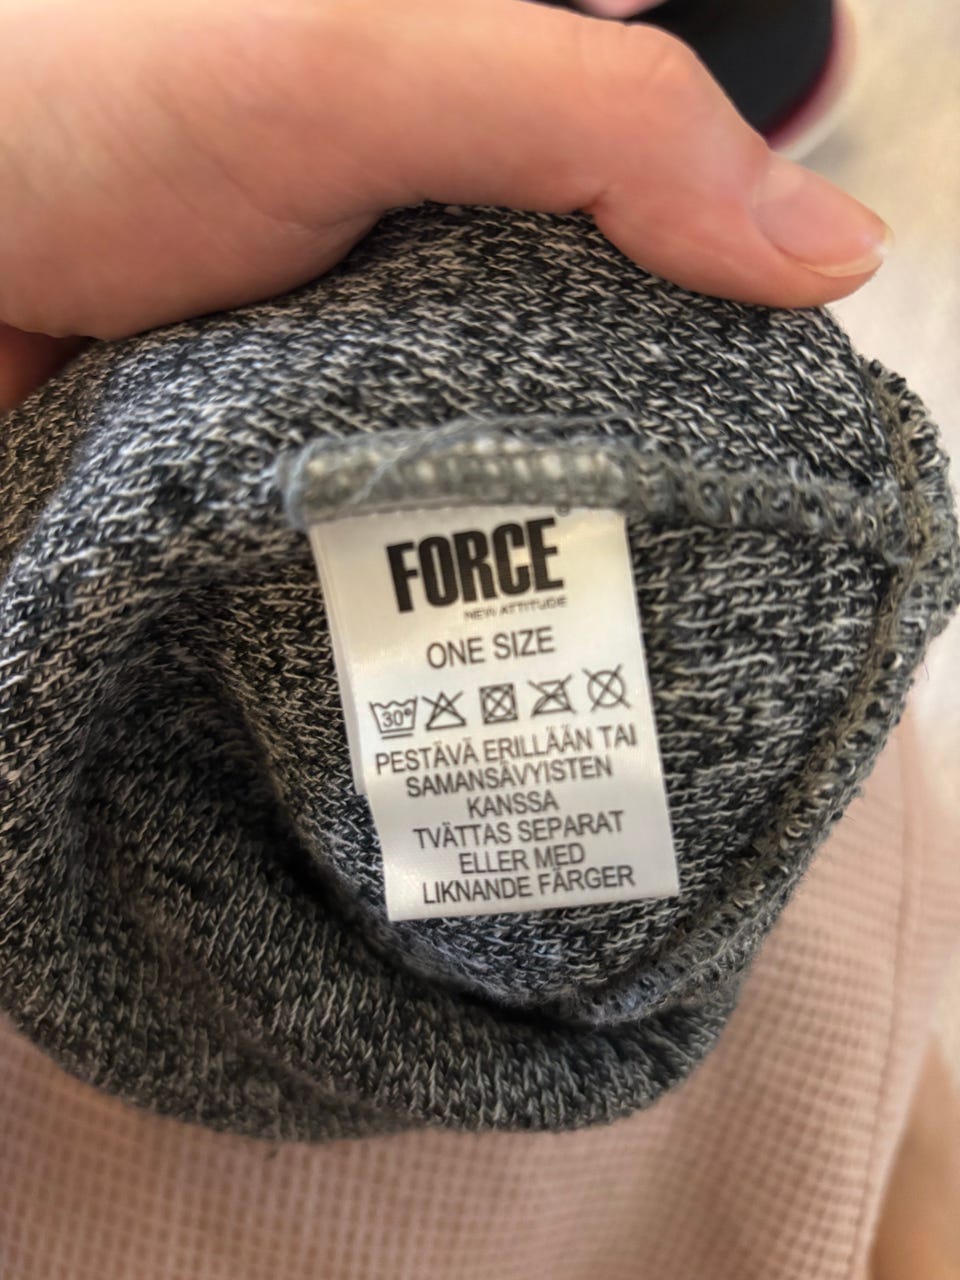 FORCE®
NEW ATTITUDE
ONE SIZE
30°
PESTÄVÄ ERILLÄÄN TAI
SAMANSÄVYISTEN
KANSSA
TVÄTTAS SEPARAT
ELLER MED
LIKNANDE FÄRGER